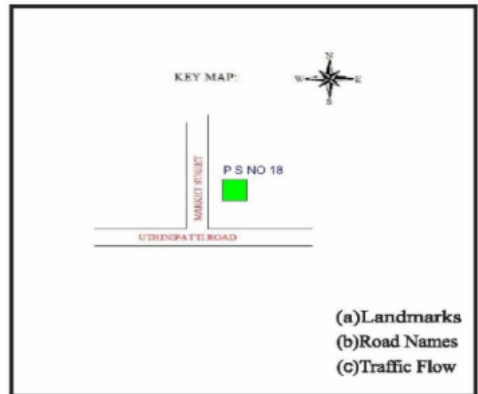 N
KEY MAP:
W E
S
P S NO 18
MARKET STREET
UTHINIPATTI ROAD
(a)Landmarks
(b)Road Names
(c)Traffic Flow